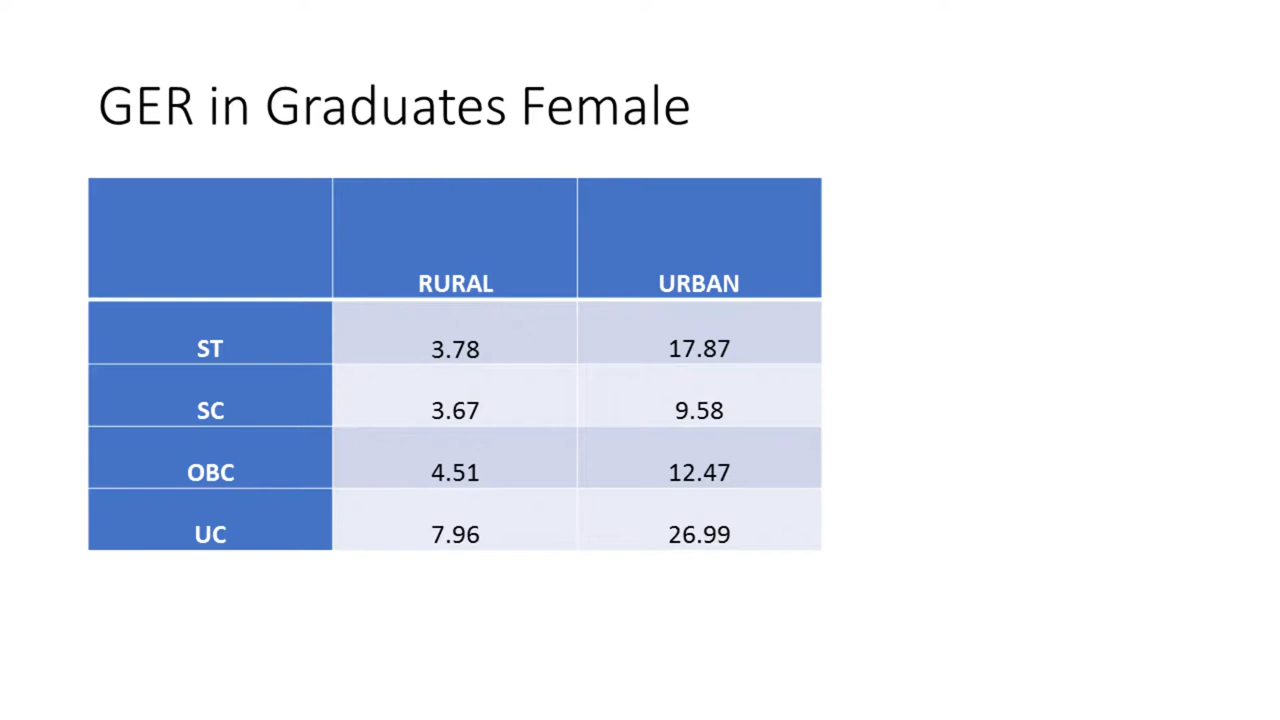 GER in Graduates Female
RURAL URBAN
ST 3.78 17.87
SC 3.67 9.58
OBC 4.51 12.47
UC 7.96 26.99